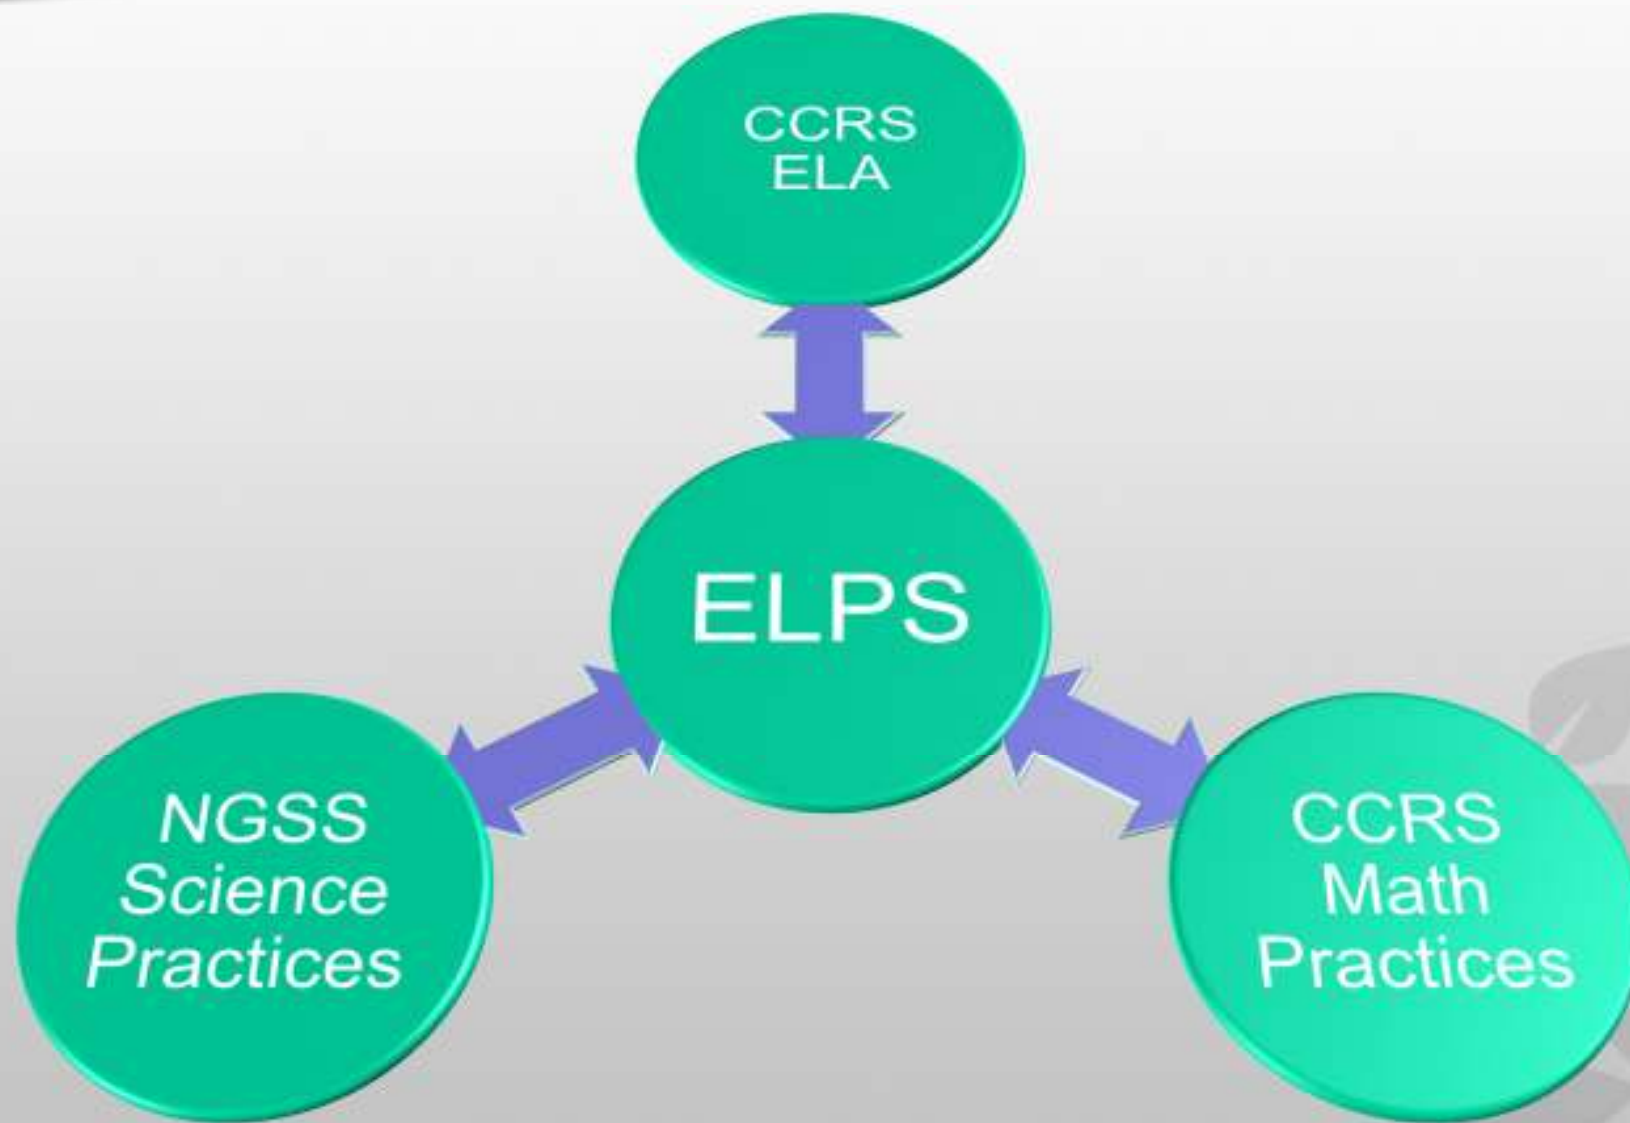 CCRS
ELA
ELPS
NGSS
Science
Practices
CCRS
Math
Practices